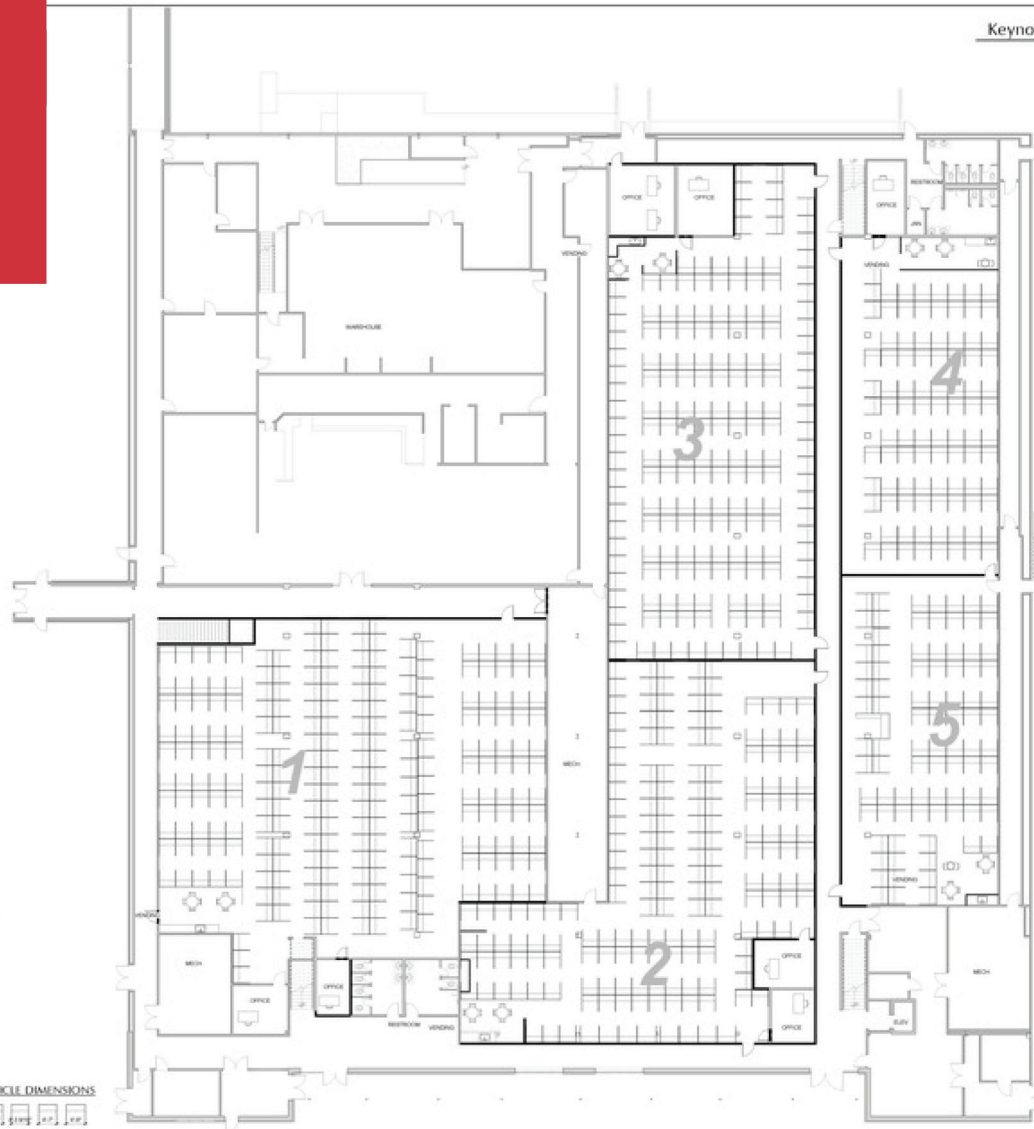 Keyno
OFFICE
OFFICE
OFFICE
RESTROOM
JAN
VENDING
VENDING
WAREHOUSE
4
3
1
MECH
5
VENDING
VENDING
2
MECH
OFFICE
OFFICE
RESTROOM
VENDING
OFFICE
OFFICE
MECH
ELEV
ICLE DIMENSIONS